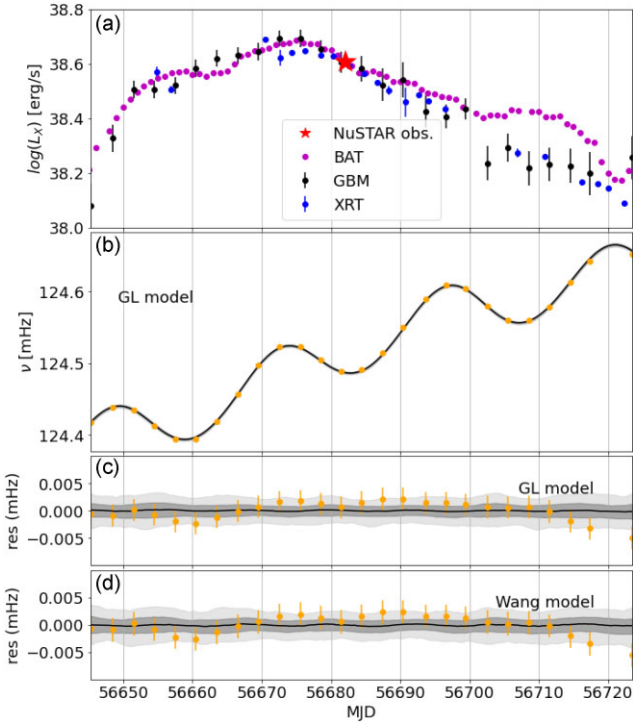 (a)
38.8
38.6
38.4
38.2
38.0
log(L_X) [erg/s]
NuSTAR obs.
BAT
GBM
XRT
(b)
GL model
124.6
124.5
124.4
ν [mHz]
(c)
GL model
0.005
0.000
−0.005
res (mHz)
(d)
Wang model
0.005
0.000
−0.005
res (mHz)
56650 56660 56670 56680 56690 56700 56710 56720
MJD